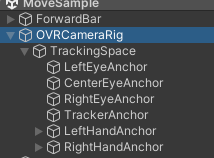 MoveSample
ForwardBar
OVRCameraRig
TrackingSpace
LeftEyeAnchor
CenterEyeAnchor
RightEyeAnchor
TrackerAnchor
LeftHandAnchor
RightHandAnchor